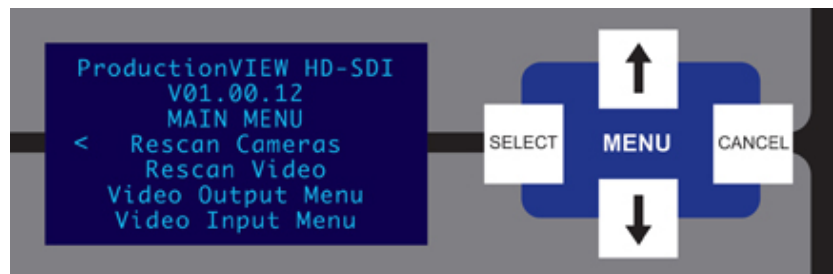 ProductionVIEW HD-SDI
V01.00.12
MAIN MENU
< Rescan Cameras
Rescan Video
Video Output Menu
Video Input Menu
SELECT
MENU
CANCEL